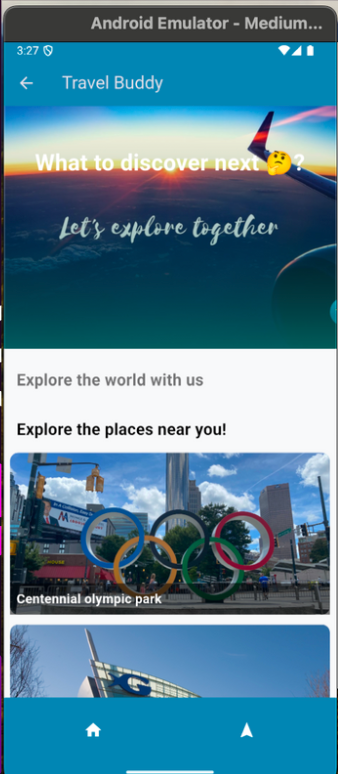 Android Emulator - Medium...
3:27
Travel Buddy
What to discover next 🤔?
Let's explore together
Explore the world with us
Explore the places near you!
Centennial olympic park